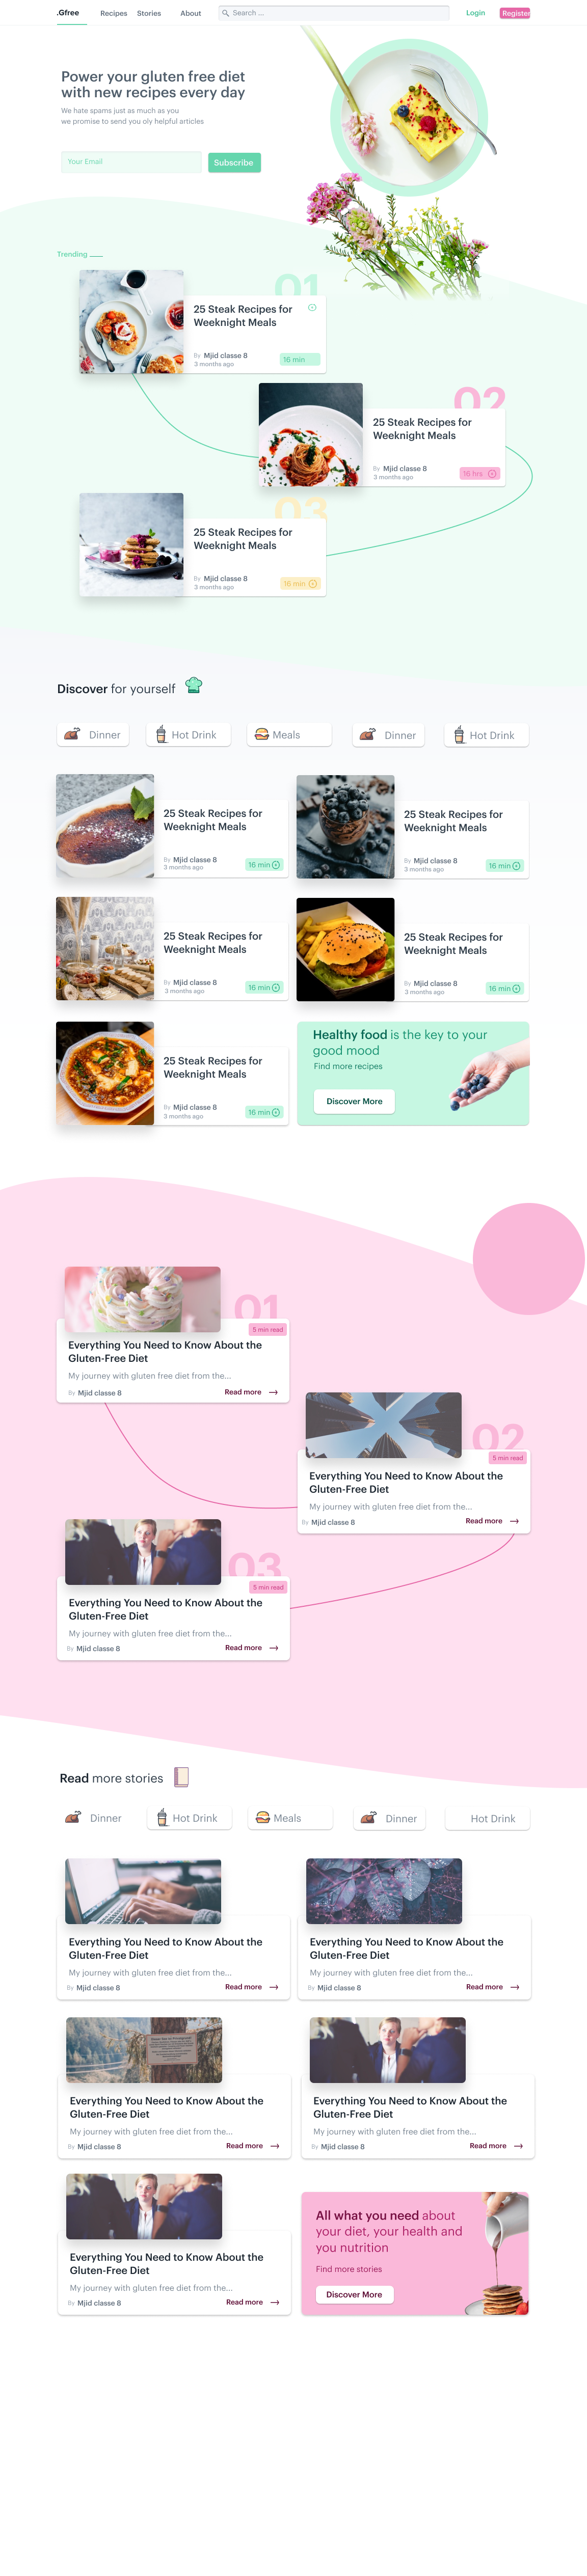 .Gfree
Recipes
Stories
About
Search ...
Login
Register
Power your gluten free diet
with new recipes every day
We hate spams just as much as you
we promise to send you oly helpful articles
Your Email
Subscribe
Trending
01
25 Steak Recipes for
Weeknight Meals
By Mjid classe 8
3 months ago
16 min
02
25 Steak Recipes for
Weeknight Meals
By Mjid classe 8
3 months ago
16 hrs
03
25 Steak Recipes for
Weeknight Meals
By Mjid classe 8
3 months ago
16 min
Discover for yourself
Dinner
Hot Drink
Meals
Dinner
Hot Drink
25 Steak Recipes for
Weeknight Meals
By Mjid classe 8
3 months ago
16 min
25 Steak Recipes for
Weeknight Meals
By Mjid classe 8
3 months ago
16 min
25 Steak Recipes for
Weeknight Meals
By Mjid classe 8
3 months ago
16 min
25 Steak Recipes for
Weeknight Meals
By Mjid classe 8
3 months ago
16 min
25 Steak Recipes for
Weeknight Meals
By Mjid classe 8
3 months ago
16 min
Healthy food is the key to your
good mood
Find more recipes
Discover More
01
5 min read
Everything You Need to Know About the
Gluten-Free Diet
My journey with gluten free diet from the...
By Mjid classe 8
Read more
02
5 min read
Everything You Need to Know About the
Gluten-Free Diet
My journey with gluten free diet from the...
By Mjid classe 8
Read more
03
5 min read
Everything You Need to Know About the
Gluten-Free Diet
My journey with gluten free diet from the...
By Mjid classe 8
Read more
Read more stories
Dinner
Hot Drink
Meals
Dinner
Hot Drink
Everything You Need to Know About the
Gluten-Free Diet
My journey with gluten free diet from the...
By Mjid classe 8
Read more
Everything You Need to Know About the
Gluten-Free Diet
My journey with gluten free diet from the...
By Mjid classe 8
Read more
Everything You Need to Know About the
Gluten-Free Diet
My journey with gluten free diet from the...
By Mjid classe 8
Read more
Everything You Need to Know About the
Gluten-Free Diet
My journey with gluten free diet from the...
By Mjid classe 8
Read more
Everything You Need to Know About the
Gluten-Free Diet
My journey with gluten free diet from the...
By Mjid classe 8
Read more
All what you need about
your diet, your health and
you nutrition
Find more stories
Discover More